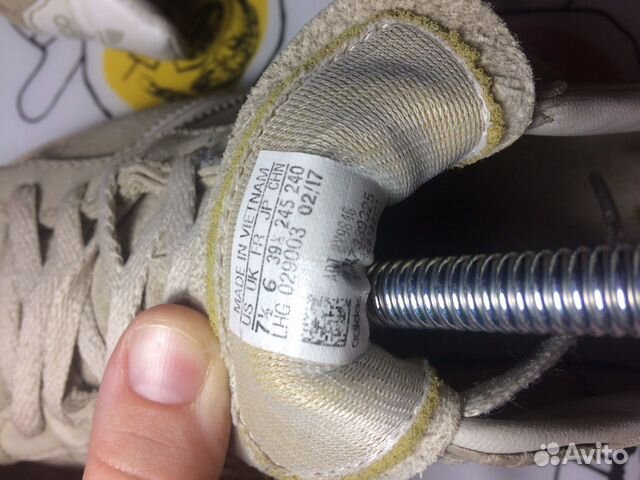 MADE IN VIETNAM
US UK FR JP CHN
7½ 6 39⅓ 245 240
LHG 029003 02/17
adidas
Avito